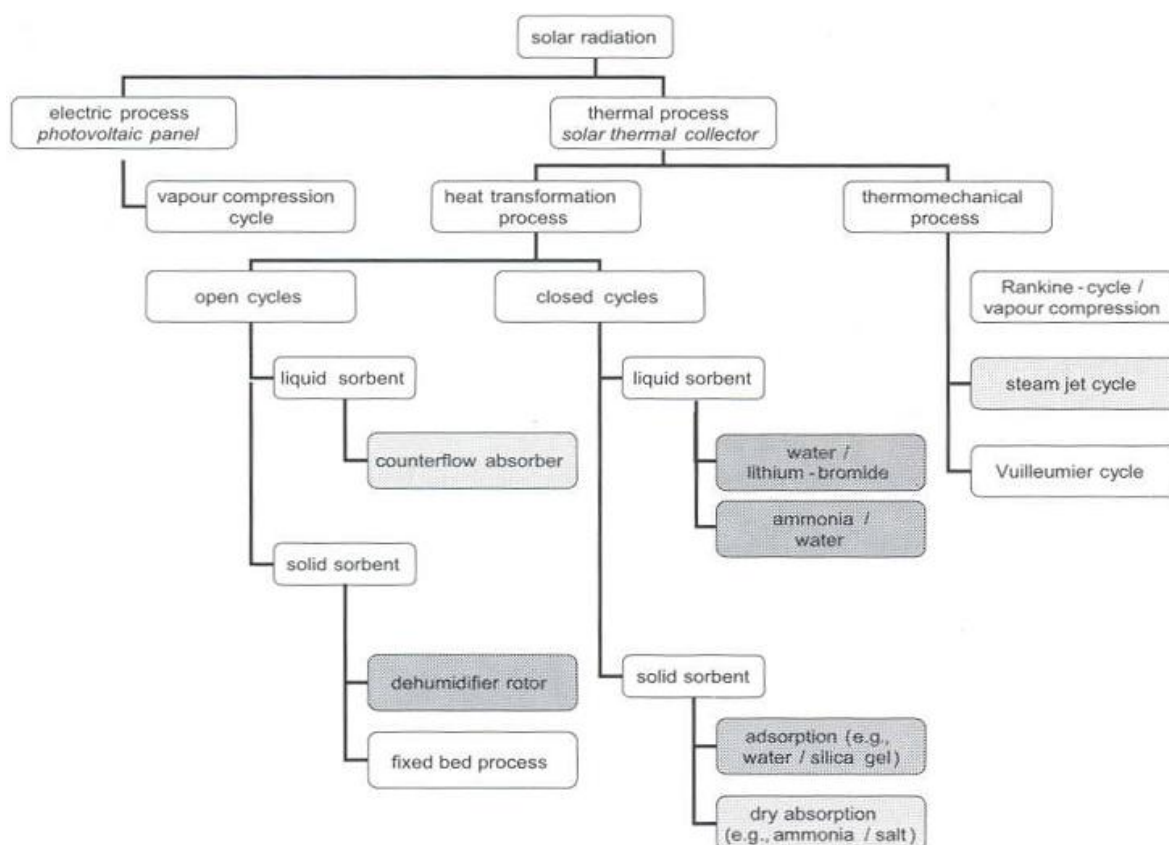 solar radiation
electric process
photovoltaic panel
thermal process
solar thermal collector
vapour compression
cycle
heat transformation
process
thermomechanical
process
open cycles
closed cycles
Rankine - cycle /
vapour compression
liquid sorbent
liquid sorbent
steam jet cycle
counterflow absorber
water /
lithium - bromide
Vuilleumier cycle
ammonia /
water
solid sorbent
dehumidifier rotor
solid sorbent
fixed bed process
adsorption (e.g.,
water / silica gel)
dry absorption
(e.g., ammonia / salt)